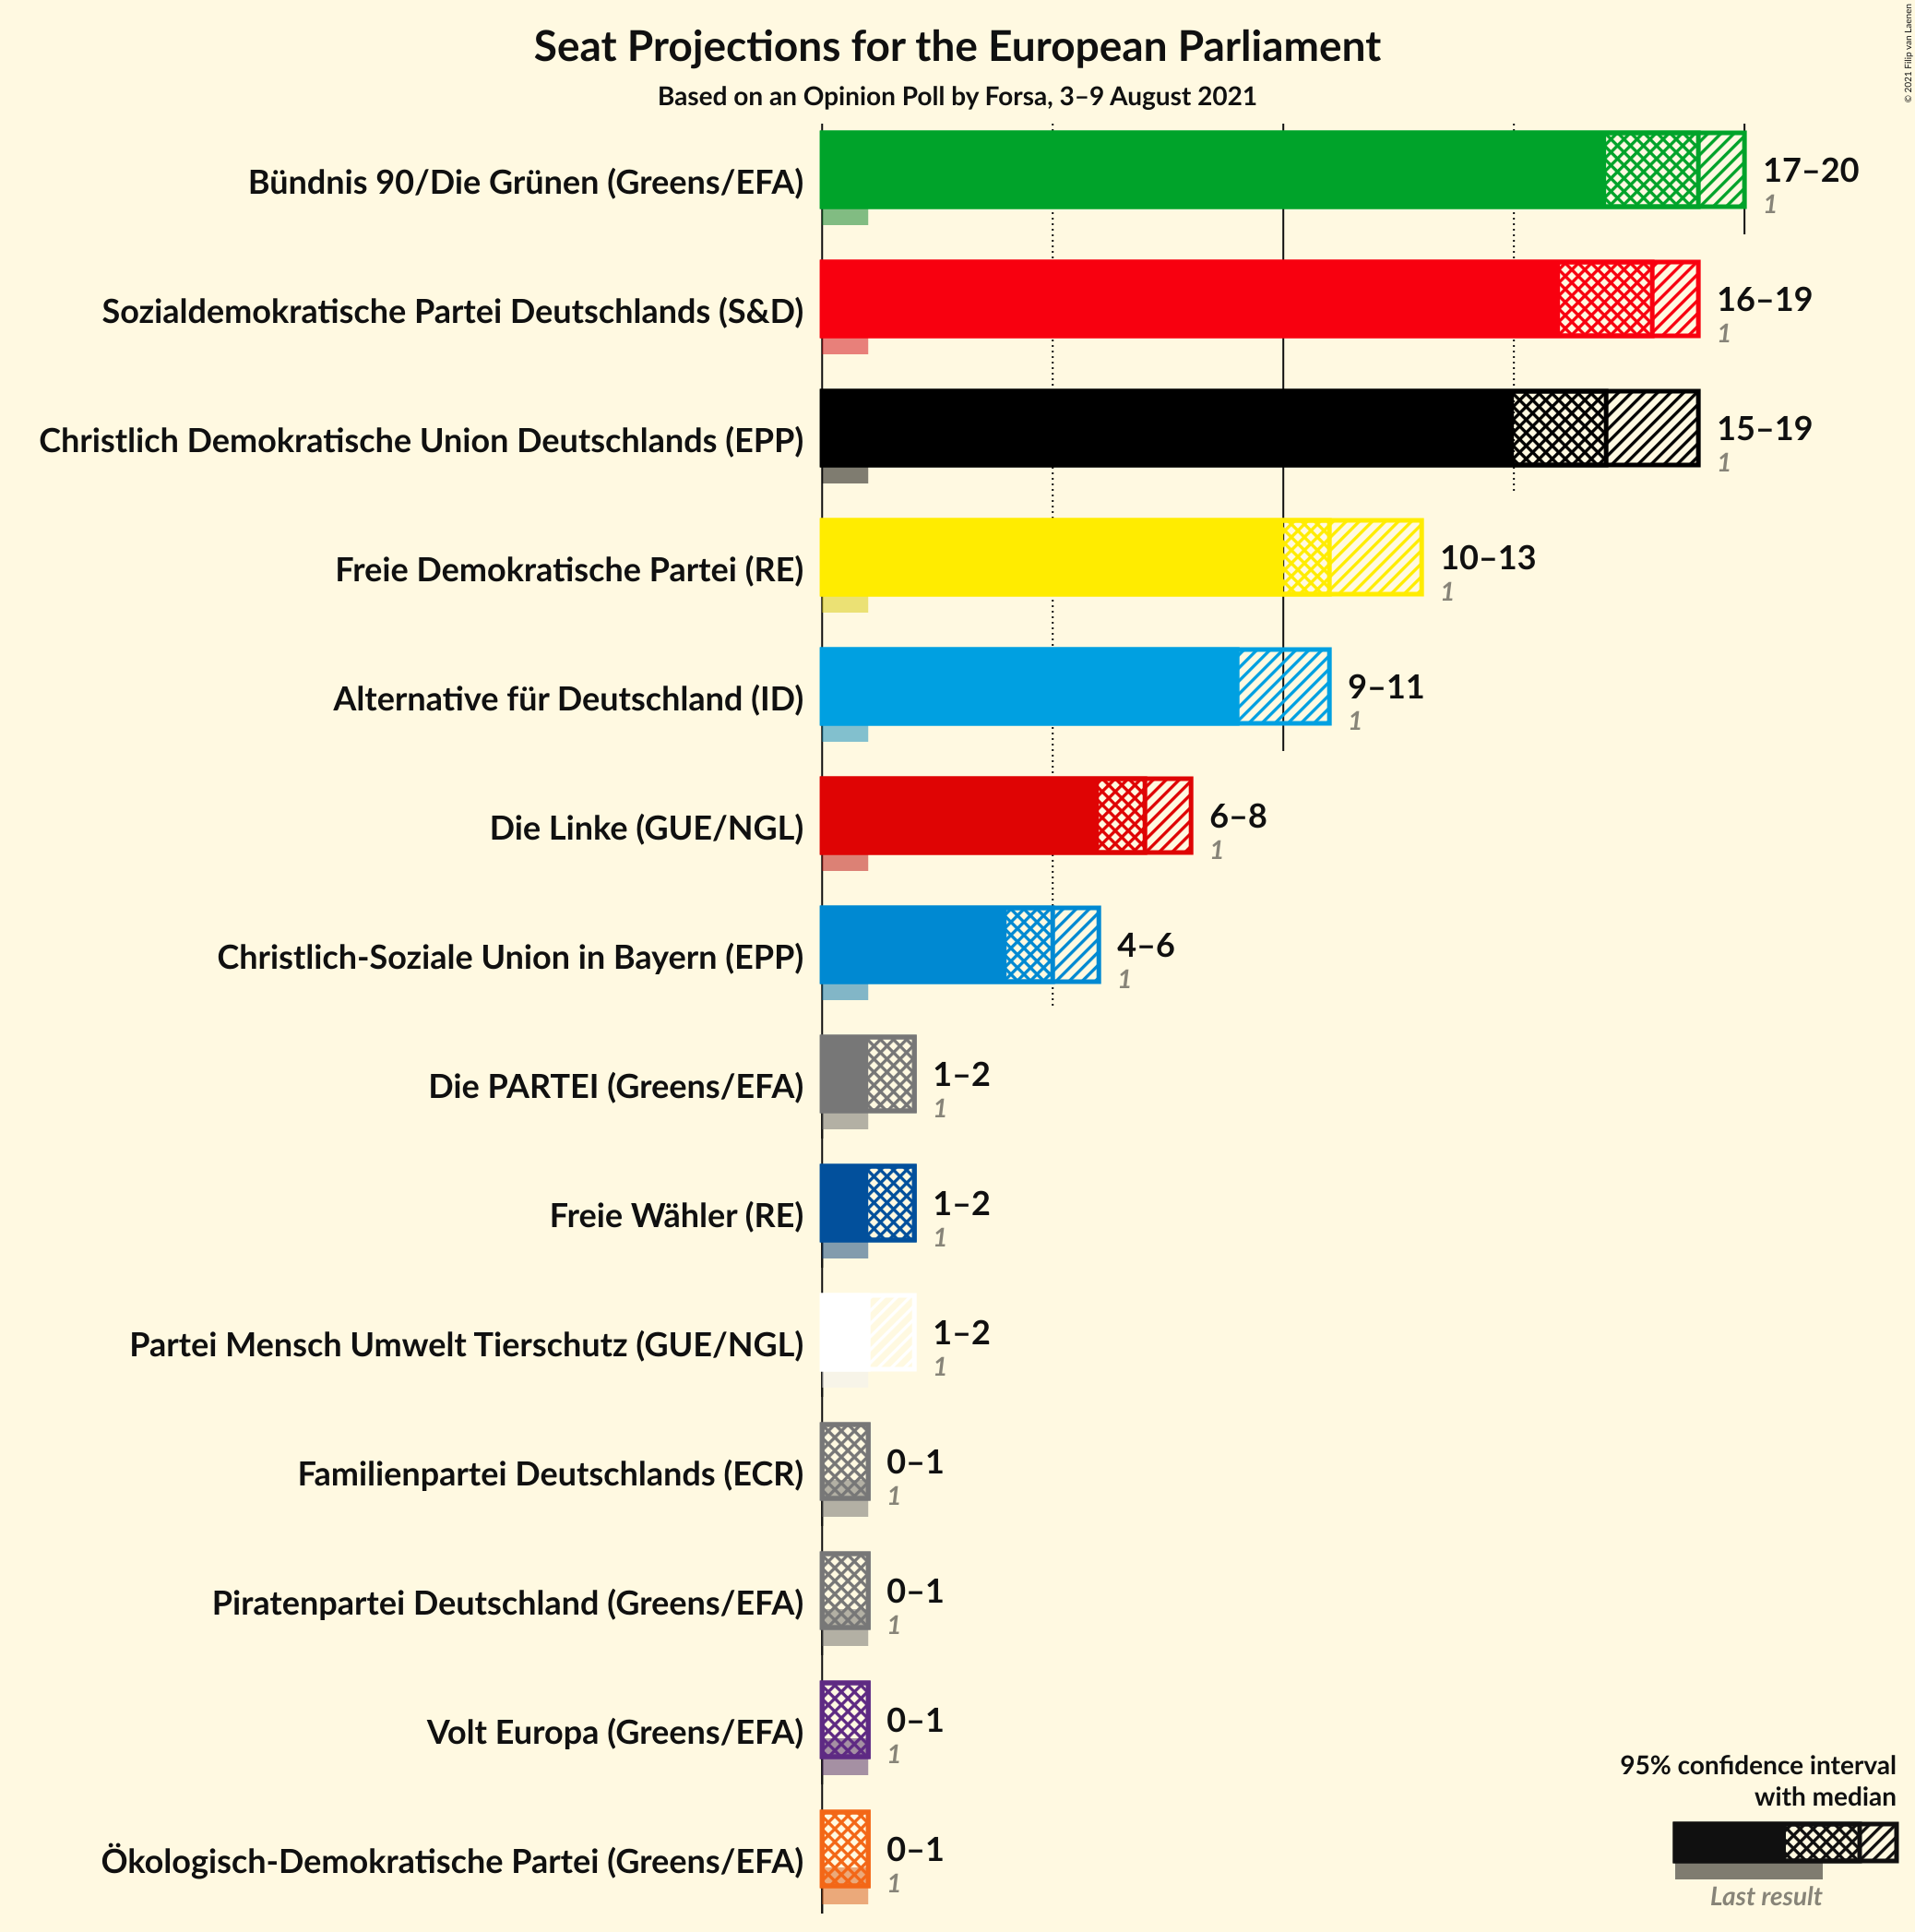 Seat Projections for the European Parliament
Based on an Opinion Poll by Forsa, 3–9 August 2021
© 2021 Filip van Laenen
Bündnis 90/Die Grünen (Greens/EFA)
17–20
1
Sozialdemokratische Partei Deutschlands (S&D)
16–19
1
Christlich Demokratische Union Deutschlands (EPP)
15–19
1
Freie Demokratische Partei (RE)
10–13
1
Alternative für Deutschland (ID)
9–11
1
Die Linke (GUE/NGL)
6–8
1
Christlich-Soziale Union in Bayern (EPP)
4–6
1
Die PARTEI (Greens/EFA)
1–2
1
Freie Wähler (RE)
1–2
1
Partei Mensch Umwelt Tierschutz (GUE/NGL)
1–2
1
Familienpartei Deutschlands (ECR)
0–1
1
Piratenpartei Deutschland (Greens/EFA)
0–1
1
Volt Europa (Greens/EFA)
0–1
1
Ökologisch-Demokratische Partei (Greens/EFA)
0–1
1
95% confidence interval
with median
Last result